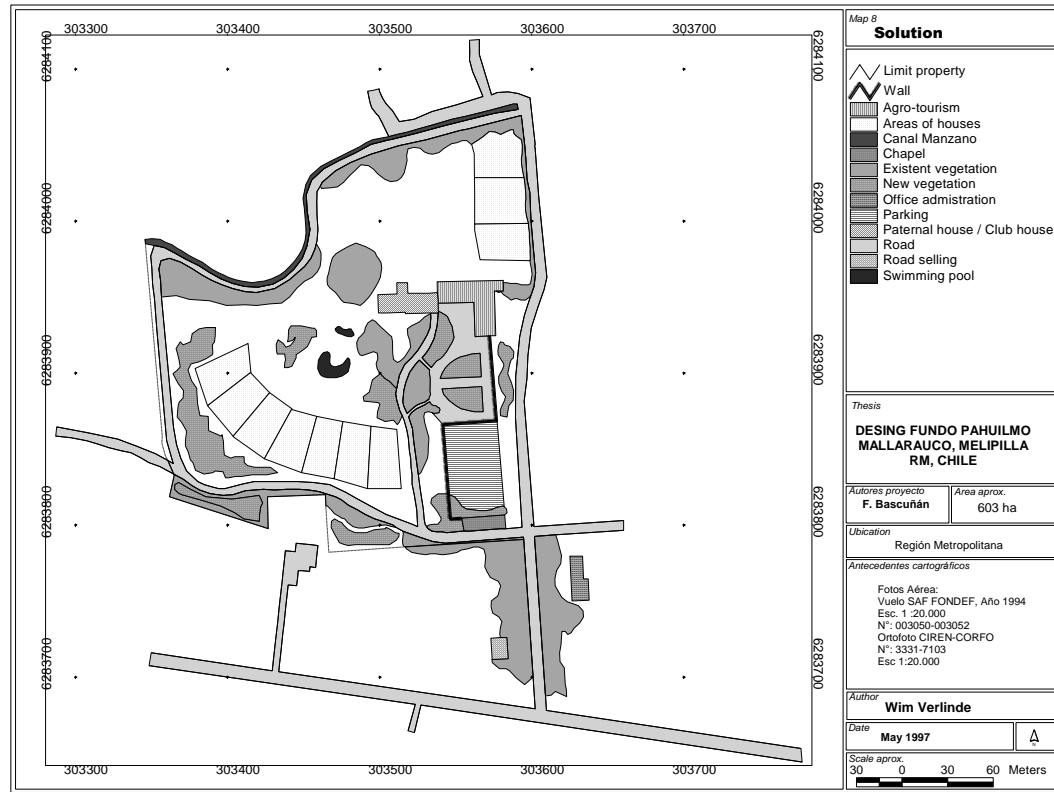 303300 303400 303500 303600 303700
6284100 6284100
6284000 6284000
6283900 6283900
6283800 6283800
6283700 6283700
303300 303400 303500 303600 303700
Map 8
Solution
Limit property
Wall
Agro-tourism
Areas of houses
Canal Manzano
Chapel
Existent vegetation
New vegetation
Office admistration
Parking
Paternal house / Club house
Road
Road selling
Swimming pool
Thesis
DESING FUNDO PAHUILMO
MALLARAUCO, MELIPILLA
RM, CHILE
Autores proyecto
F. Bascuñán
Area aprox.
603 ha
Ubication
Región Metropolitana
Antecedentes cartográficos
Fotos Aérea:
Vuelo SAF FONDEF, Año 1994
Esc. 1 :20.000
N°: 003050-003052
Ortofoto CIREN-CORFO
N°: 3331-7103
Esc 1:20.000
Author
Wim Verlinde
Date
May 1997
N
Scale aprox.
30 0 30 60 Meters